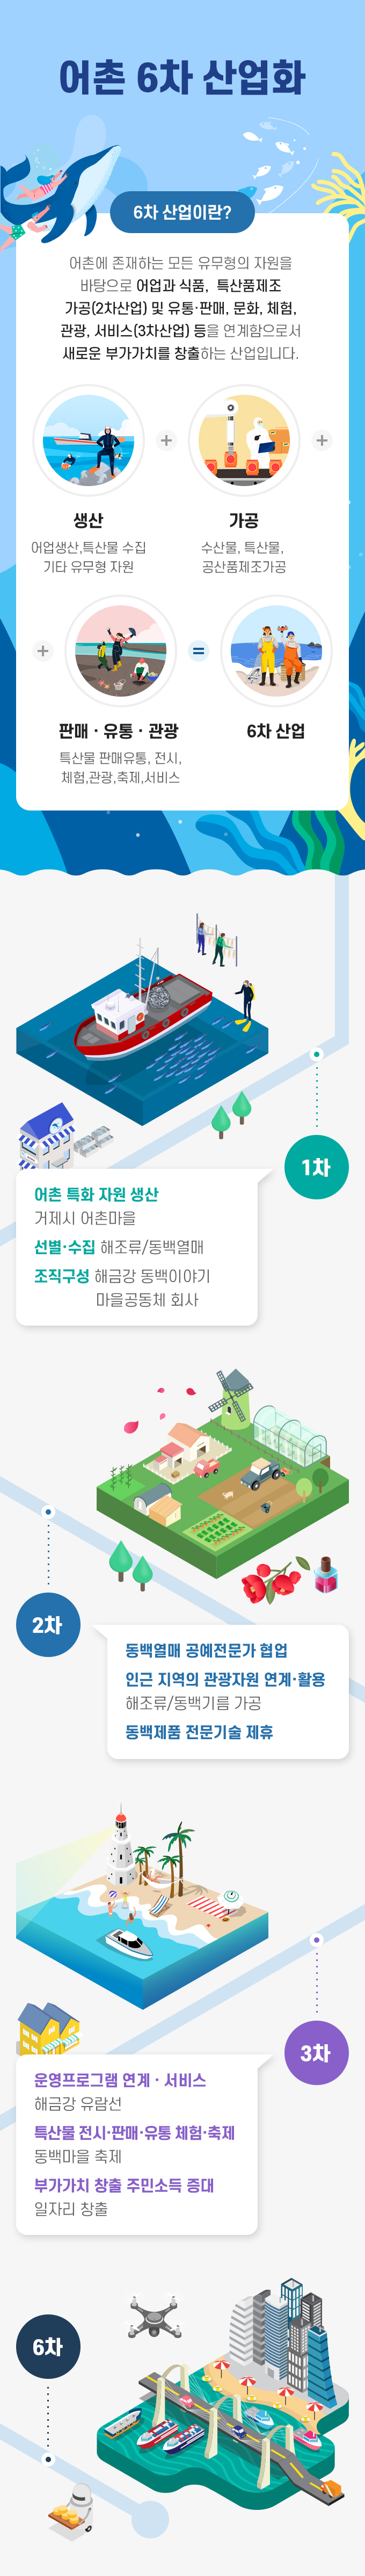 어촌 6차 산업화
6차 산업이란?
어촌에 존재하는 모든 유무형의 자원을
바탕으로 어업과 식품, 특산품제조
가공(2차산업) 및 유통·판매, 문화, 체험,
관광, 서비스(3차산업) 등을 연계함으로서
새로운 부가가치를 창출하는 산업입니다.
+
+
생산
가공
어업생산,특산물 수집
기타 유무형 자원
수산물, 특산물,
공산품제조가공
+
=
판매 · 유통 · 관광
6차 산업
특산물 판매유통, 전시,
체험,관광,축제,서비스
1차
어촌 특화 자원 생산
거제시 어촌마을
선별·수집 해조류/동백열매
조직구성 해금강 동백이야기
마을공동체 회사
2차
동백열매 공예전문가 협업
인근 지역의 관광자원 연계·활용
해조류/동백기름 가공
동백제품 전문기술 제휴
3차
운영프로그램 연계 · 서비스
해금강 유람선
특산물 전시·판매·유통 체험·축제
동백마을 축제
부가가치 창출 주민소득 증대
일자리 창출
6차